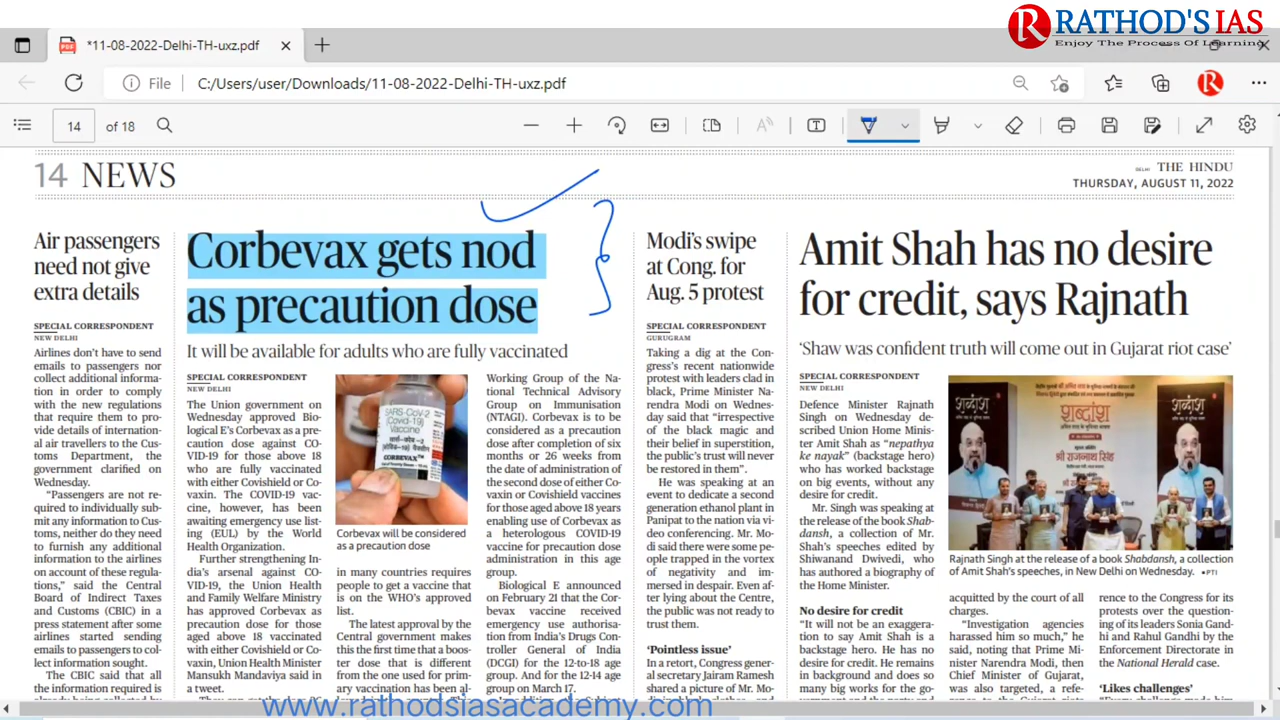 RATHOD'S IAS
Enjoy The Process Of Learning
*11-08-2022-Delhi-TH-uxz.pdf
File
C:/Users/user/Downloads/11-08-2022-Delhi-TH-uxz.pdf
14 of 18
14 NEWS
DELHI THE HINDU
THURSDAY, AUGUST 11, 2022
Air passengers
need not give
extra details
SPECIAL CORRESPONDENT
NEW DELHI
Airlines don't have to send
emails to passengers nor
collect additional informa-
tion in order to comply
with the new regulations
that require them to pro-
vide details of internation-
al air travellers to the Cus-
toms Department, the
government clarified on
Wednesday.
"Passengers are not re-
quired to individually sub-
mit any information to Cus-
toms, neither do they need
to furnish any additional
information to the airlines
on account of these regula-
tions," said the Central
Board of Indirect Taxes
and Customs (CBIC) in a
press statement after some
airlines started sending
emails to passengers to col-
lect information sought.
The CBIC said that all
the information required is
Corbevax gets nod
as precaution dose
It will be available for adults who are fully vaccinated
SPECIAL CORRESPONDENT
NEW DELHI
The Union government on
Wednesday approved Bio-
logical E's Corbevax as a pre-
caution dose against CO-
VID-19 for those above 18
who are fully vaccinated
with either Covishield or Co-
vaxin. The COVID-19 vac-
cine, however, has been
awaiting emergency use list-
ing (EUL) by the World
Health Organization.
Further strengthening In-
dia's arsenal against CO-
VID-19, the Union Health
and Family Welfare Ministry
has approved Corbevax as
precaution dose for those
aged above 18 vaccinated
with either Covishield or Co-
vaxin, Union Health Minister
Mansukh Mandaviya said in
a tweet.
SARS-CoV-2
(Covid-19)
Vaccine
CORBEVAX
Corbevax will be considered
as a precaution dose
in many countries requires
people to get a vaccine that
is on the WHO's approved
list.
The latest approval by the
Central government makes
this the first time that a boos-
ter dose that is different
from the one used for prim-
ary vaccination has been al-
Working Group of the Na-
tional Technical Advisory
Group on Immunisation
(NTAGI). Corbevax is to be
considered as a precaution
dose after completion of six
months or 26 weeks from
the date of administration of
the second dose of either Co-
vaxin or Covishield vaccines
for those aged above 18 years
enabling use of Corbevax as
a heterologous COVID-19
vaccine for precaution dose
administration in this age
group.
Biological E announced
on February 21 that the Cor-
bevax vaccine received
emergency use authorisa-
tion from India's Drugs Con-
troller General of India
(DCGI) for the 12-to-18 age
group. And for the 12-14 age
group on March 17.
Modi's swipe
at Cong. for
Aug. 5 protest
SPECIAL CORRESPONDENT
GURUGRAM
Taking a dig at the Con-
gress's recent nationwide
protest with leaders clad in
black, Prime Minister Na-
rendra Modi on Wednes-
day said that "irrespective
of the black magic and
their belief in superstition,
the public's trust will never
be restored in them".
He was speaking at an
event to dedicate a second
generation ethanol plant in
Panipat to the nation via vi-
deo conferencing. Mr. Mo-
di said there were some peo-
ple trapped in the vortex
of negativity and im-
mersed in despair. Even af-
ter lying about the Centre,
the public was not ready to
trust them.
'Pointless issue'
In a retort, Congress gener-
al secretary Jairam Ramesh
shared a picture of Mr. Mo-
Amit Shah has no desire
for credit, says Rajnath
'Shaw was confident truth will come out in Gujarat riot case'
SPECIAL CORRESPONDENT
NEW DELHI
Defence Minister Rajnath
Singh on Wednesday de-
scribed Union Home Minis-
ter Amit Shah as "nepathya
ke nayak" (backstage hero)
who has worked backstage
on big events, without any
desire for credit.
Mr. Singh was speaking at
the release of the book Shab-
dansh, a collection of Mr.
Shah's speeches edited by
Shiwanand Dwivedi, who
has authored a biography of
the Home Minister.
No desire for credit
"It will not be an exaggera-
tion to say Amit Shah is a
backstage hero. He has no
desire for credit. He remains
in background and does so
many big works for the go-
शब्दांश
शब्दांश
शब्दांश
श्री राजनाथ सिंह
Rajnath Singh at the release of a book Shabdansh, a collection
of Amit Shah's speeches, in New Delhi on Wednesday. •PTI
acquitted by the court of all
charges.
"Investigation agencies
harassed him so much," he
said, noting that Prime Mi-
nister Narendra Modi, then
Chief Minister of Gujarat,
was also targeted, a refe-
rence to the Congress for its
protests over the question-
ing of its leaders Sonia Gand-
hi and Rahul Gandhi by the
Enforcement Directorate in
the National Herald case.
'Likes challenges'
www.rathodsiasacademy.com